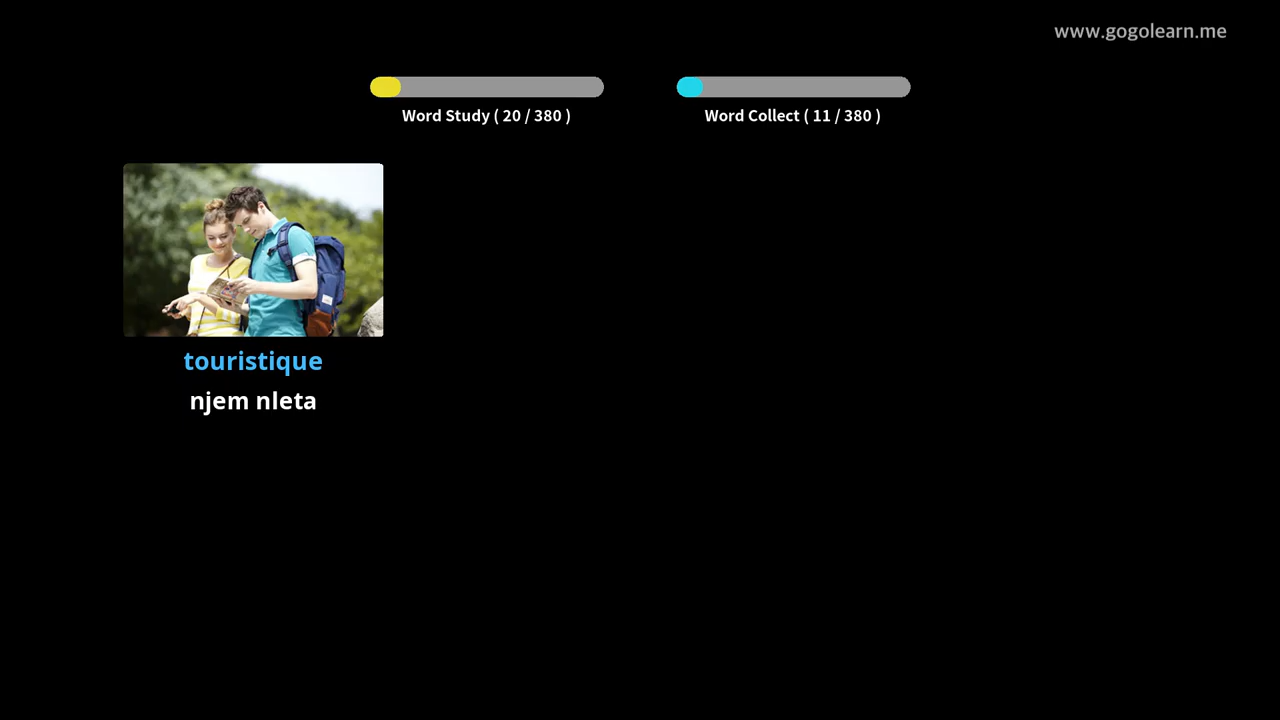 www.gogolearn.me
Word Study ( 20 / 380 )
Word Collect ( 11 / 380 )
touristique
njem nleta